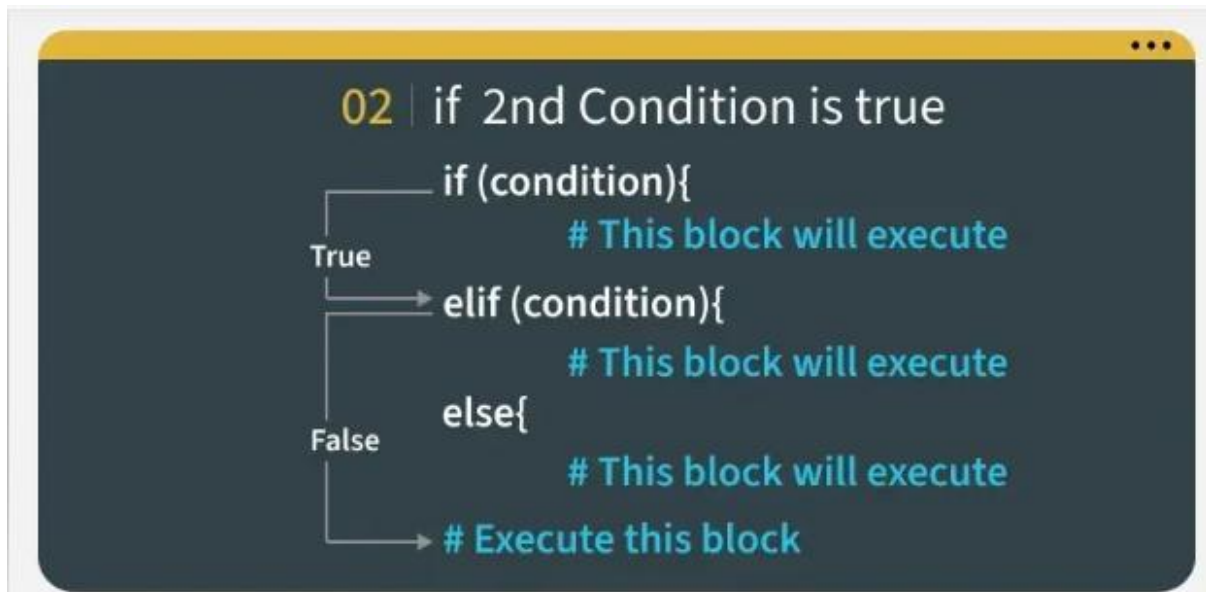 02 | if 2nd Condition is true
if (condition){
# This block will execute
True
elif (condition){
# This block will execute
else{
False
# This block will execute
# Execute this block